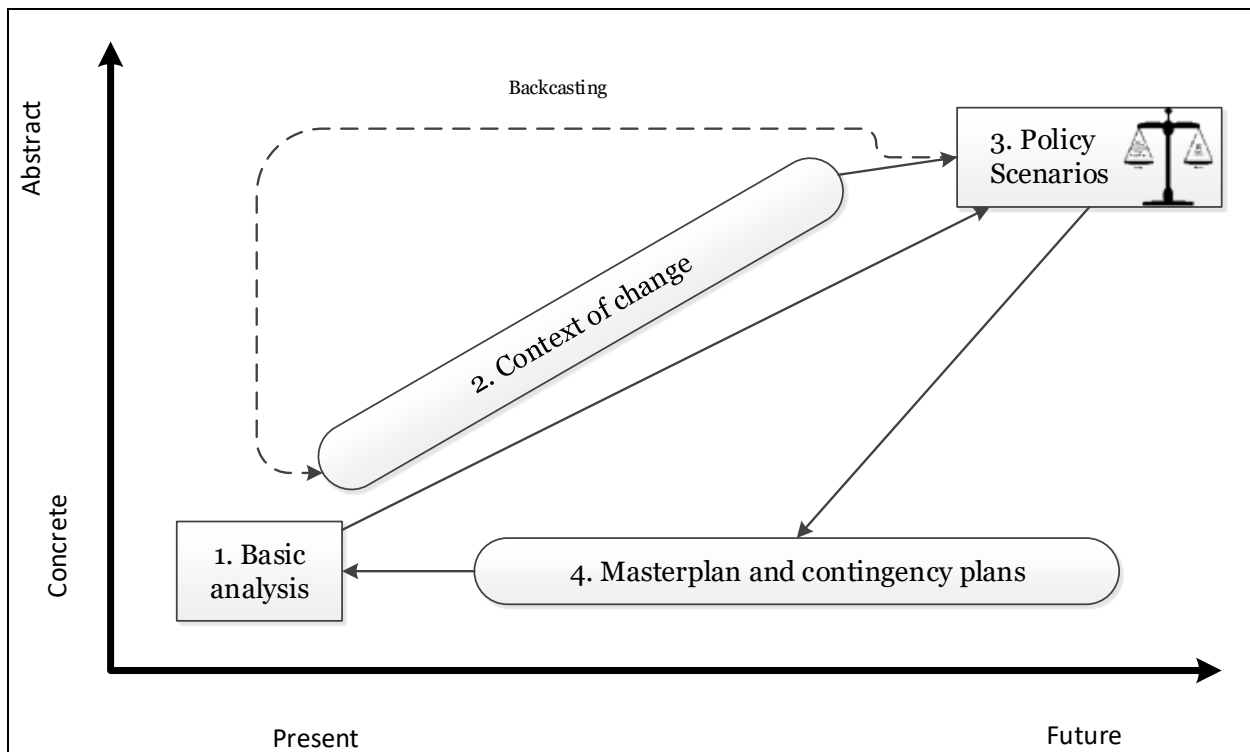 Backcasting
Abstract
3. Policy
Scenarios
2. Context of change
Concrete
1. Basic
analysis
4. Masterplan and contingency plans
Present
Future